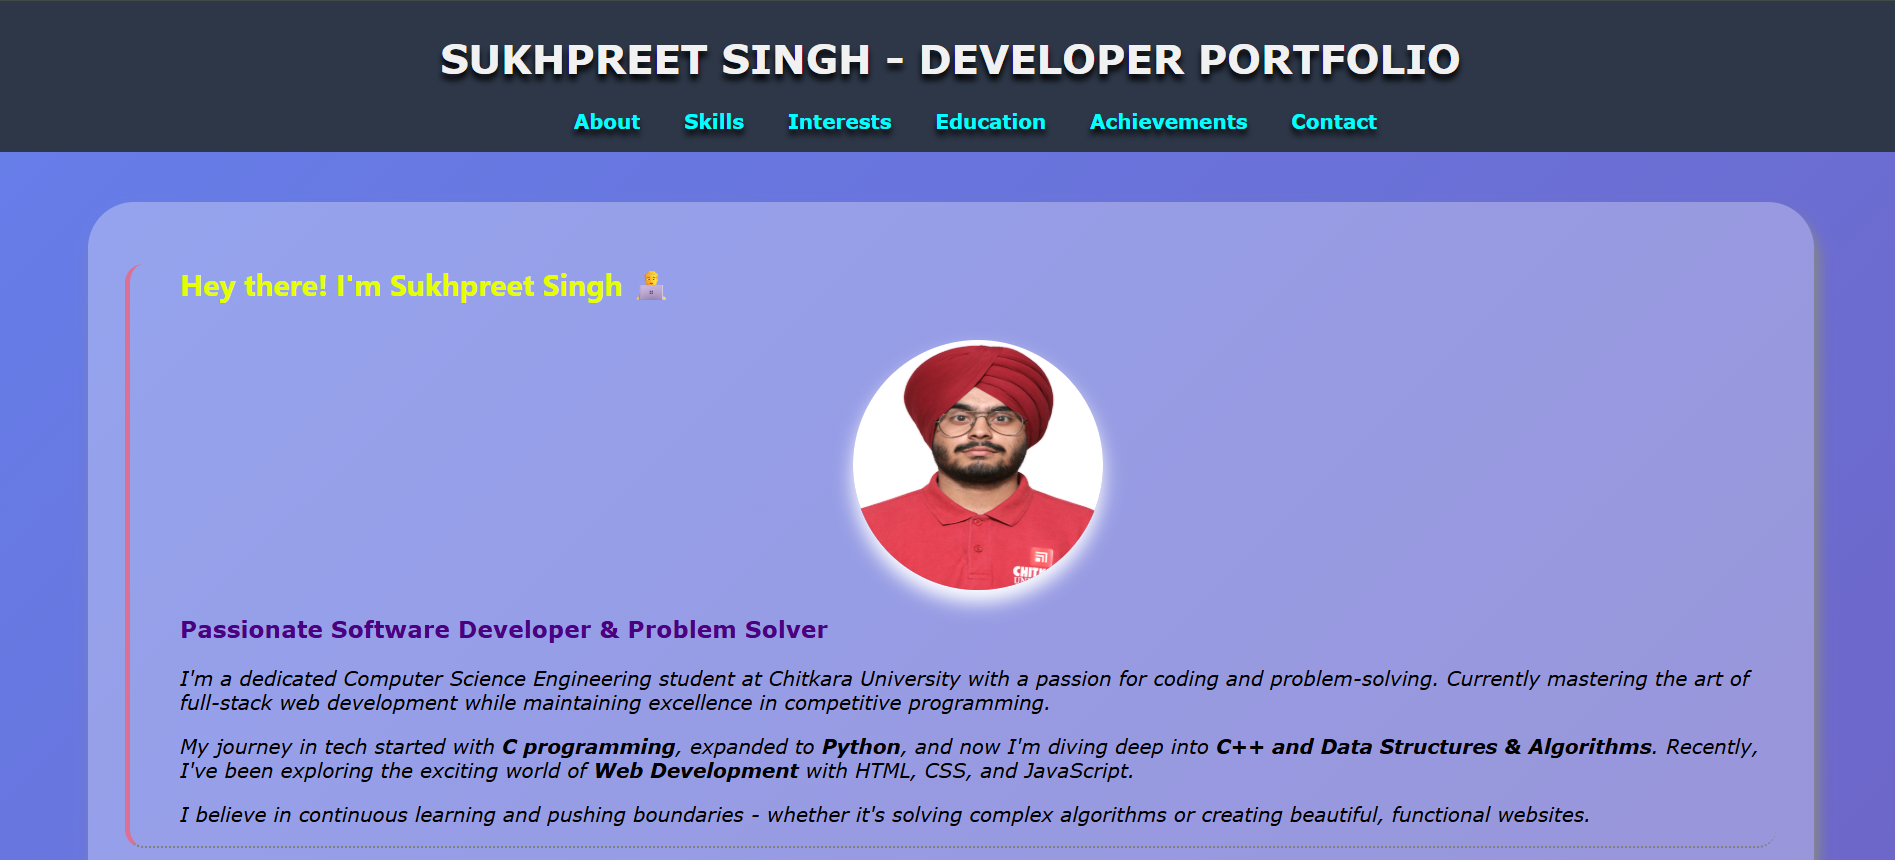 SUKHPREET SINGH - DEVELOPER PORTFOLIO
About Skills Interests Education Achievements Contact
Hey there! I'm Sukhpreet Singh 👨‍💻
Passionate Software Developer & Problem Solver
I'm a dedicated Computer Science Engineering student at Chitkara University with a passion for coding and problem-solving. Currently mastering the art of
full-stack web development while maintaining excellence in competitive programming.
My journey in tech started with C programming, expanded to Python, and now I'm diving deep into C++ and Data Structures & Algorithms. Recently,
I've been exploring the exciting world of Web Development with HTML, CSS, and JavaScript.
I believe in continuous learning and pushing boundaries - whether it's solving complex algorithms or creating beautiful, functional websites.